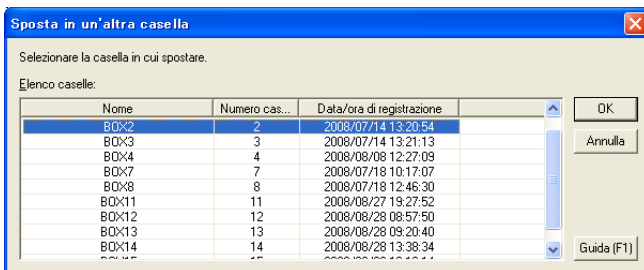 Sposta in un'altra casella
Selezionare la casella in cui spostare.
Elenco caselle:
Nome Numero cas... Data/ora di registrazione
OK
BOX2 2 2008/07/14 13:20:54
BOX3 3 2008/07/14 13:21:13
Annulla
BOX4 4 2008/08/08 12:27:09
BOX7 7 2008/07/18 10:17:07
BOX8 8 2008/07/18 12:46:30
BOX11 11 2008/08/27 19:27:52
BOX12 12 2008/08/28 08:57:50
BOX13 13 2008/08/28 09:20:40
BOX14 14 2008/08/28 13:38:34
Guida (F1)